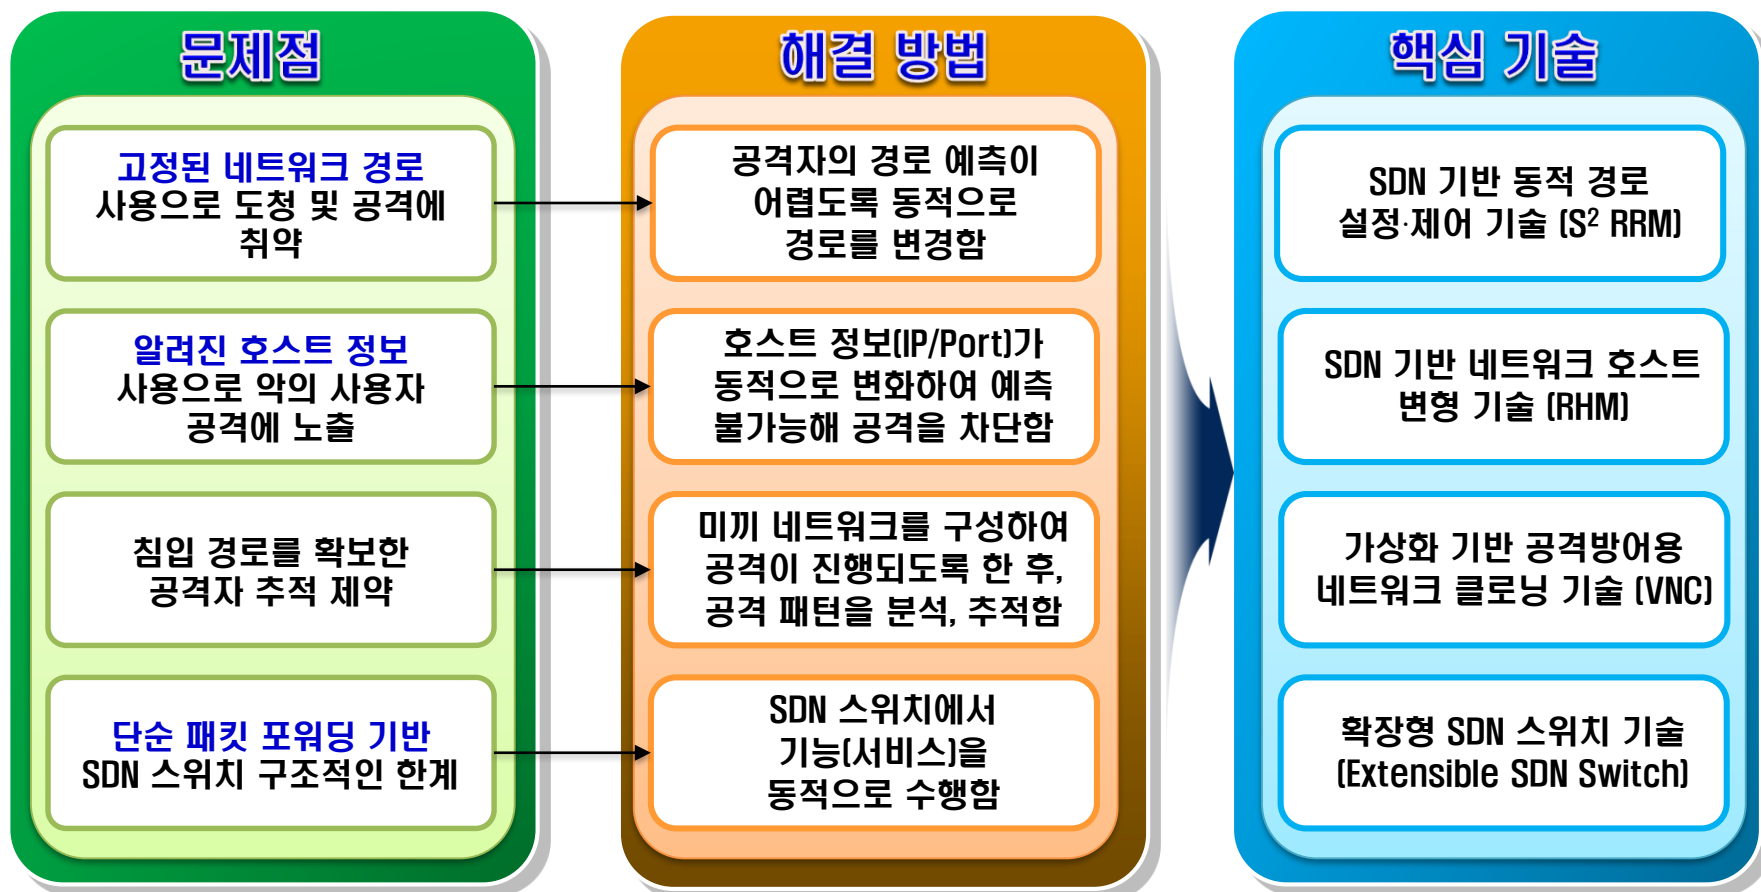 문제점
고정된 네트워크 경로
사용으로 도청 및 공격에
취약
알려진 호스트 정보
사용으로 악의 사용자
공격에 노출
침입 경로를 확보한
공격자 추적 제약
단순 패킷 포워딩 기반
SDN 스위치 구조적인 한계
해결 방법
공격자의 경로 예측이
어렵도록 동적으로
경로를 변경함
호스트 정보(IP/Port)가
동적으로 변화하여 예측
불가능해 공격을 차단함
미끼 네트워크를 구성하여
공격이 진행되도록 한 후,
공격 패턴을 분석, 추적함
SDN 스위치에서
기능(서비스)을
동적으로 수행함
핵심 기술
SDN 기반 동적 경로
설정·제어 기술 (S² RRM)
SDN 기반 네트워크 호스트
변형 기술 (RHM)
가상화 기반 공격방어용
네트워크 클로닝 기술 (VNC)
확장형 SDN 스위치 기술
(Extensible SDN Switch)